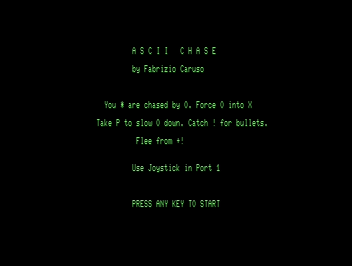 A S C I I   C H A S E
by Fabrizio Caruso
You * are chased by O. Force O into X
Take P to slow O down. Catch ! for bullets.
Flee from +!
Use Joystick in Port 1
PRESS ANY KEY TO START